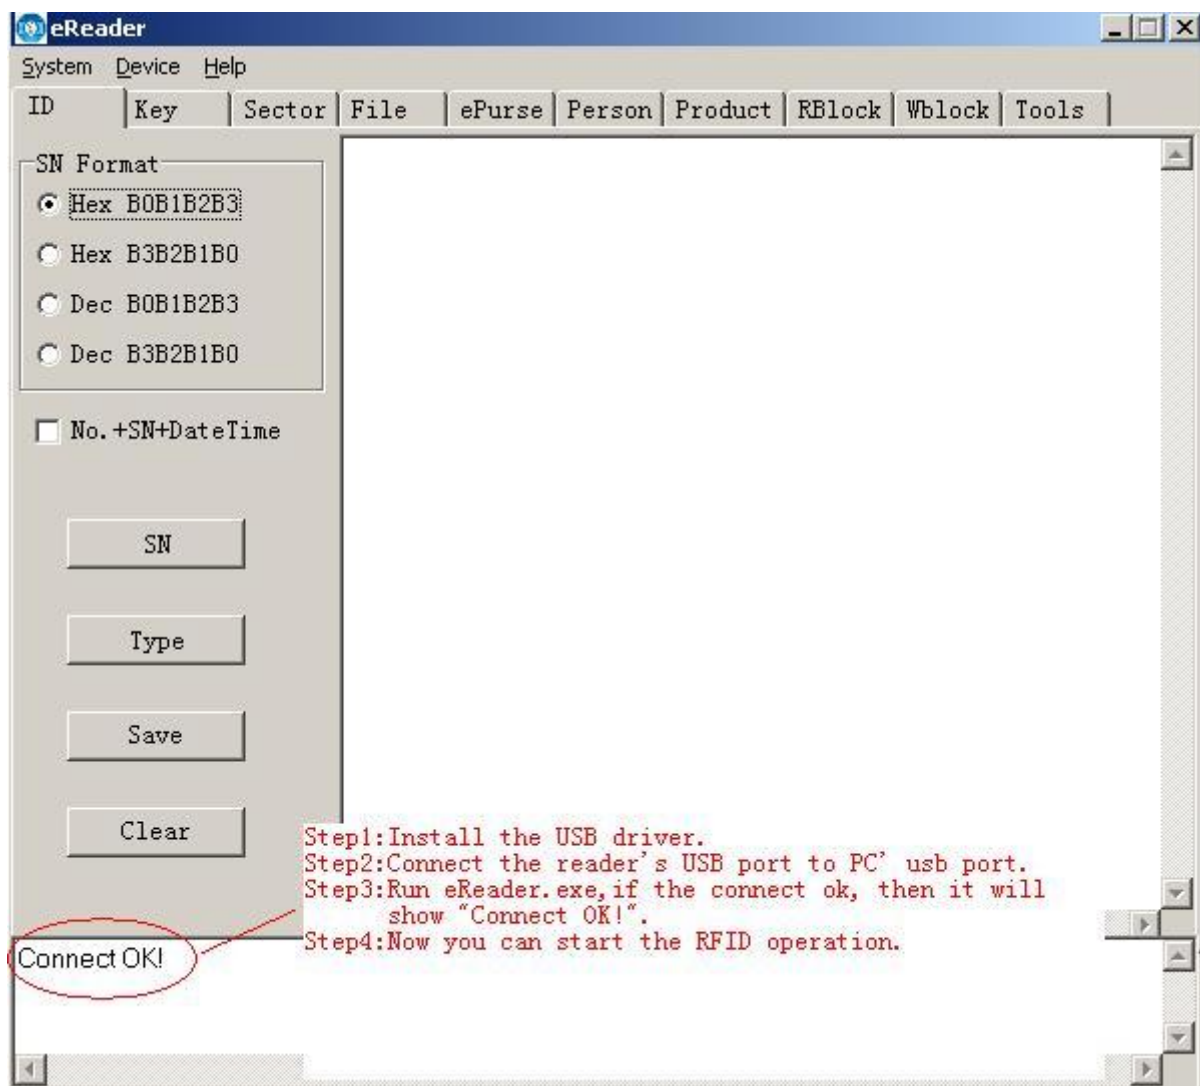 eReader
System Device Help
ID Key Sector File ePurse Person Product RBlock Wblock Tools
SN Format
Hex B0B1B2B3
Hex B3B2B1B0
Dec B0B1B2B3
Dec B3B2B1B0
No.+SN+DateTime
SN
Type
Save
Clear
Step1:Install the USB driver.
Step2:Connect the reader's USB port to PC' usb port.
Step3:Run eReader.exe,if the connect ok, then it will
show "Connect OK!".
Step4:Now you can start the RFID operation.
Connect OK!